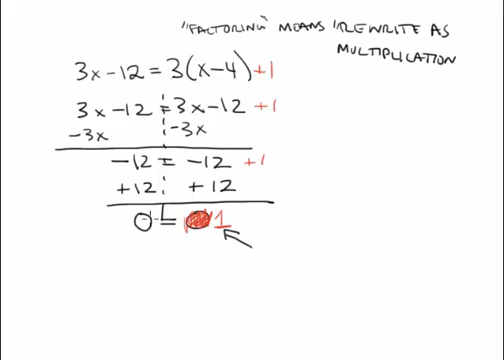 "FACTORING" MEANS "REWRITE AS
MULTIPLICATION
3x-12 = 3(x-4) +1
3x-12 = 3x-12 +1
-3x -3x
-12 = -12 +1
+12 +12
0 = 1